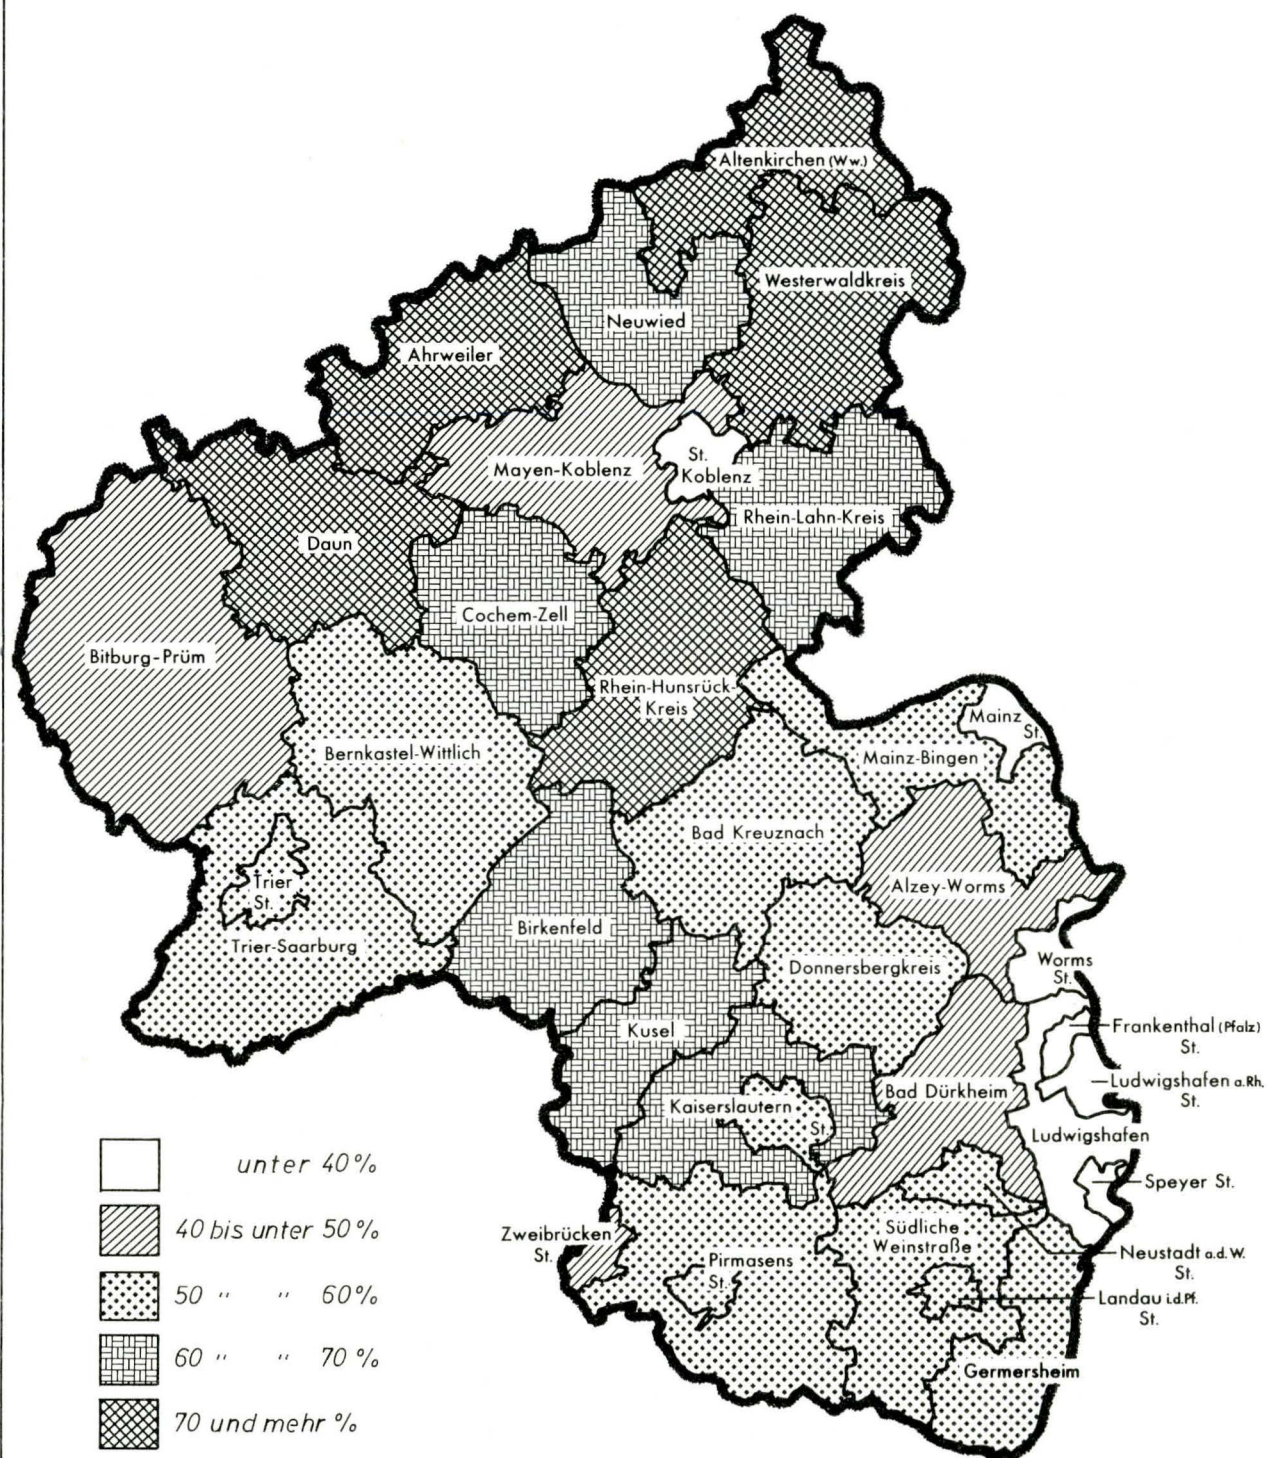 Altenkirchen (Ww.)
Westerwaldkreis
Neuwied
Ahrweiler
St.
Koblenz
Mayen-Koblenz
Rhein-Lahn-Kreis
Daun
Cochem-Zell
Bitburg-Prüm
Rhein-Hunsrück-
Kreis
Mainz
St.
Bernkastel-Wittlich
Mainz-Bingen
Bad Kreuznach
Trier
St.
Alzey-Worms
Birkenfeld
Trier-Saarburg
Worms
St.
Donnersbergkreis
Kusel
Frankenthal (Pfalz)
St.
Ludwigshafen a.Rh.
St.
Bad Dürkheim
Kaiserslautern
St.
Ludwigshafen
Speyer St.
Zweibrücken
St.
Südliche
Weinstraße
Pirmasens
St.
Neustadt a.d.W.
St.
Landau i.d.Pf.
St.
Germersheim
unter 40%
40 bis unter 50%
50 " " 60%
60 " " 70%
70 und mehr %